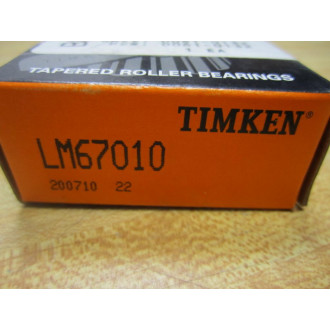 TAPERED ROLLER BEARINGS
TIMKEN®
LM67010
200710 22